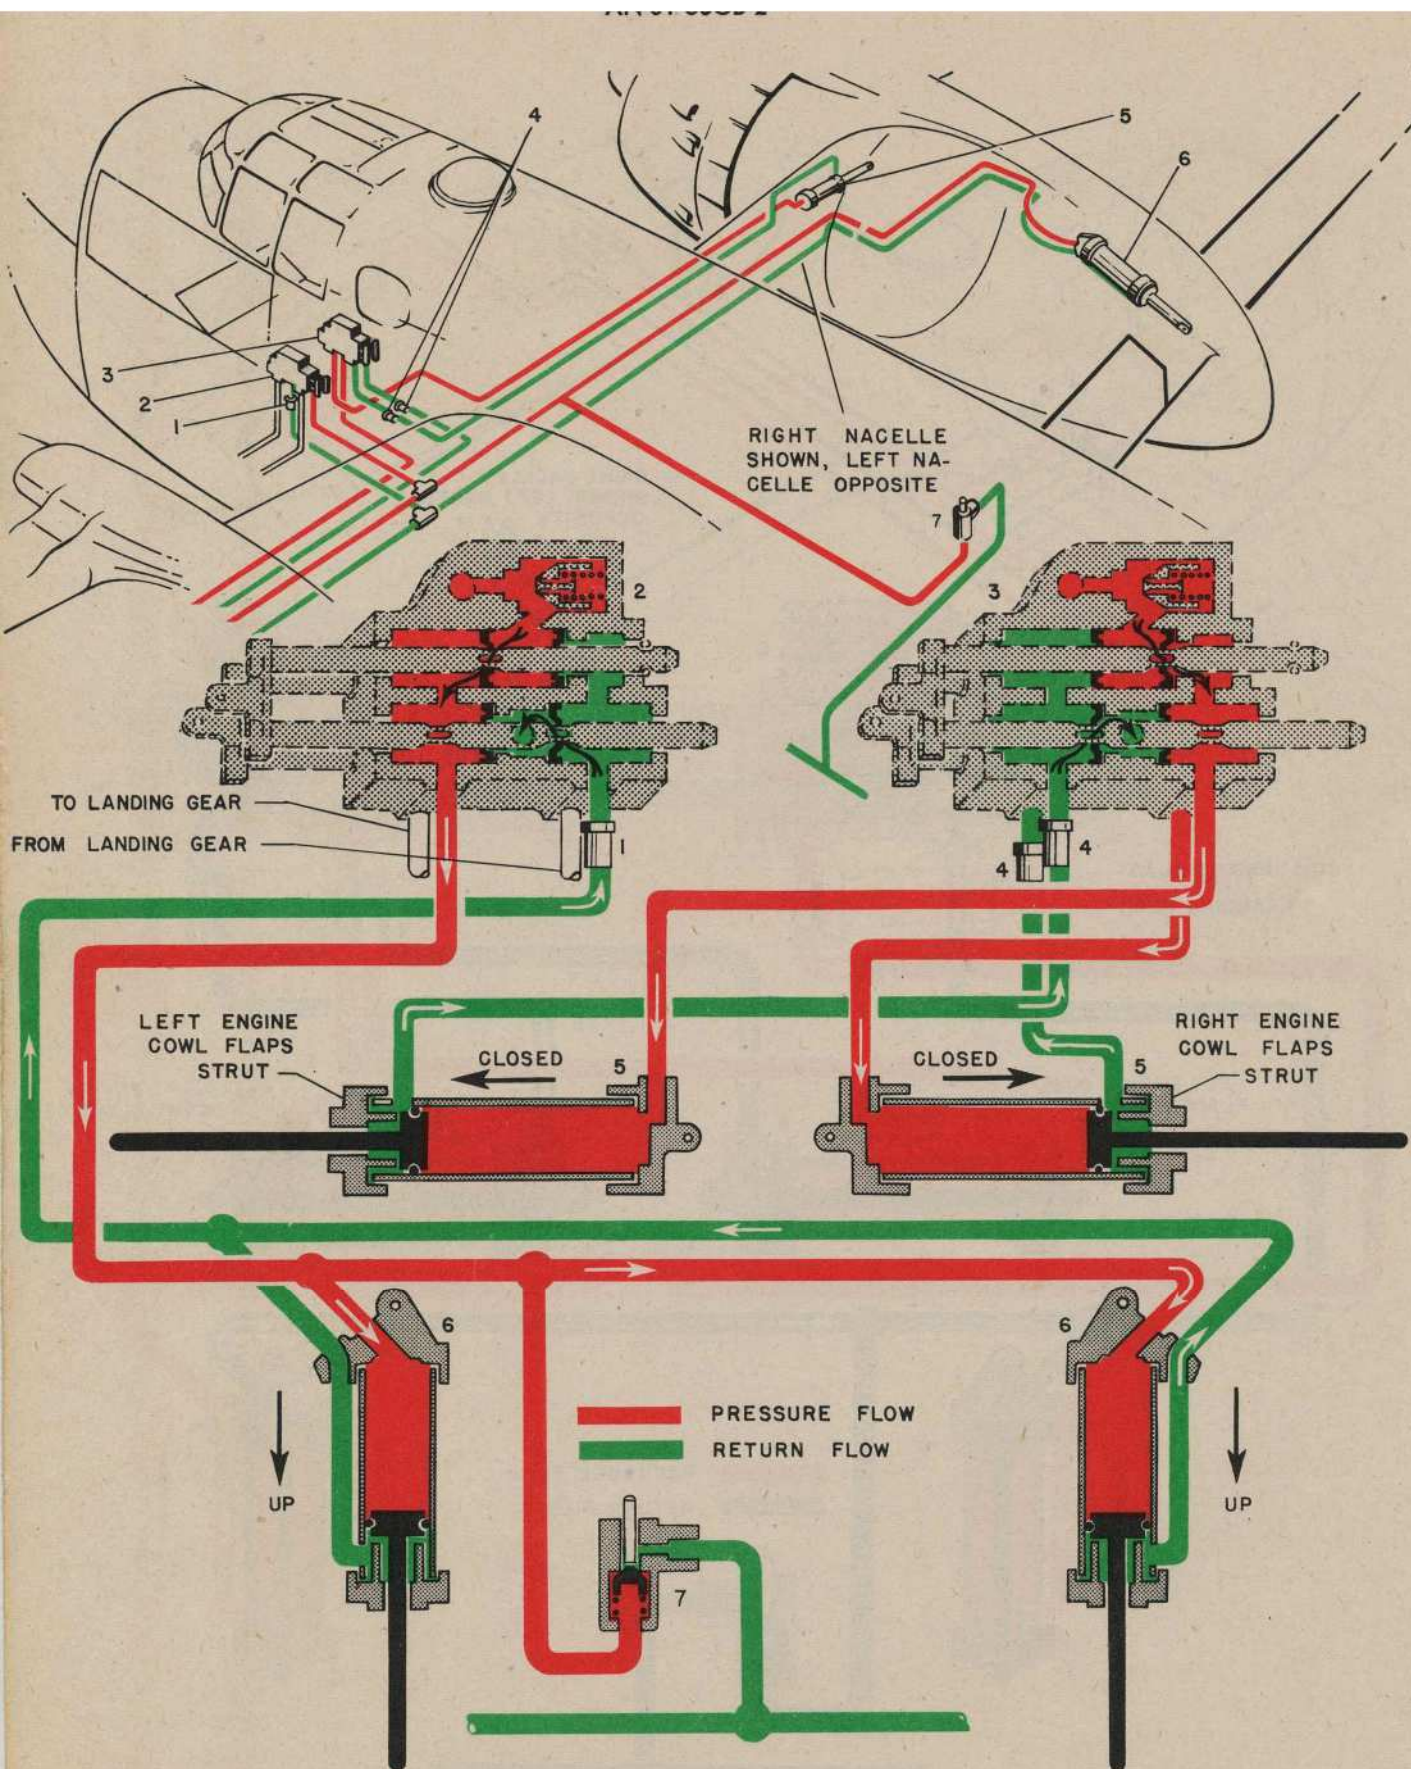 4
5
6
3
2
1
RIGHT NACELLE
SHOWN, LEFT NA-
CELLE OPPOSITE
7
2
3
TO LANDING GEAR
FROM LANDING GEAR
1
4
4
LEFT ENGINE
COWL FLAPS
STRUT
CLOSED
5
CLOSED
5
RIGHT ENGINE
COWL FLAPS
STRUT
6
6
UP
PRESSURE FLOW
RETURN FLOW
UP
7